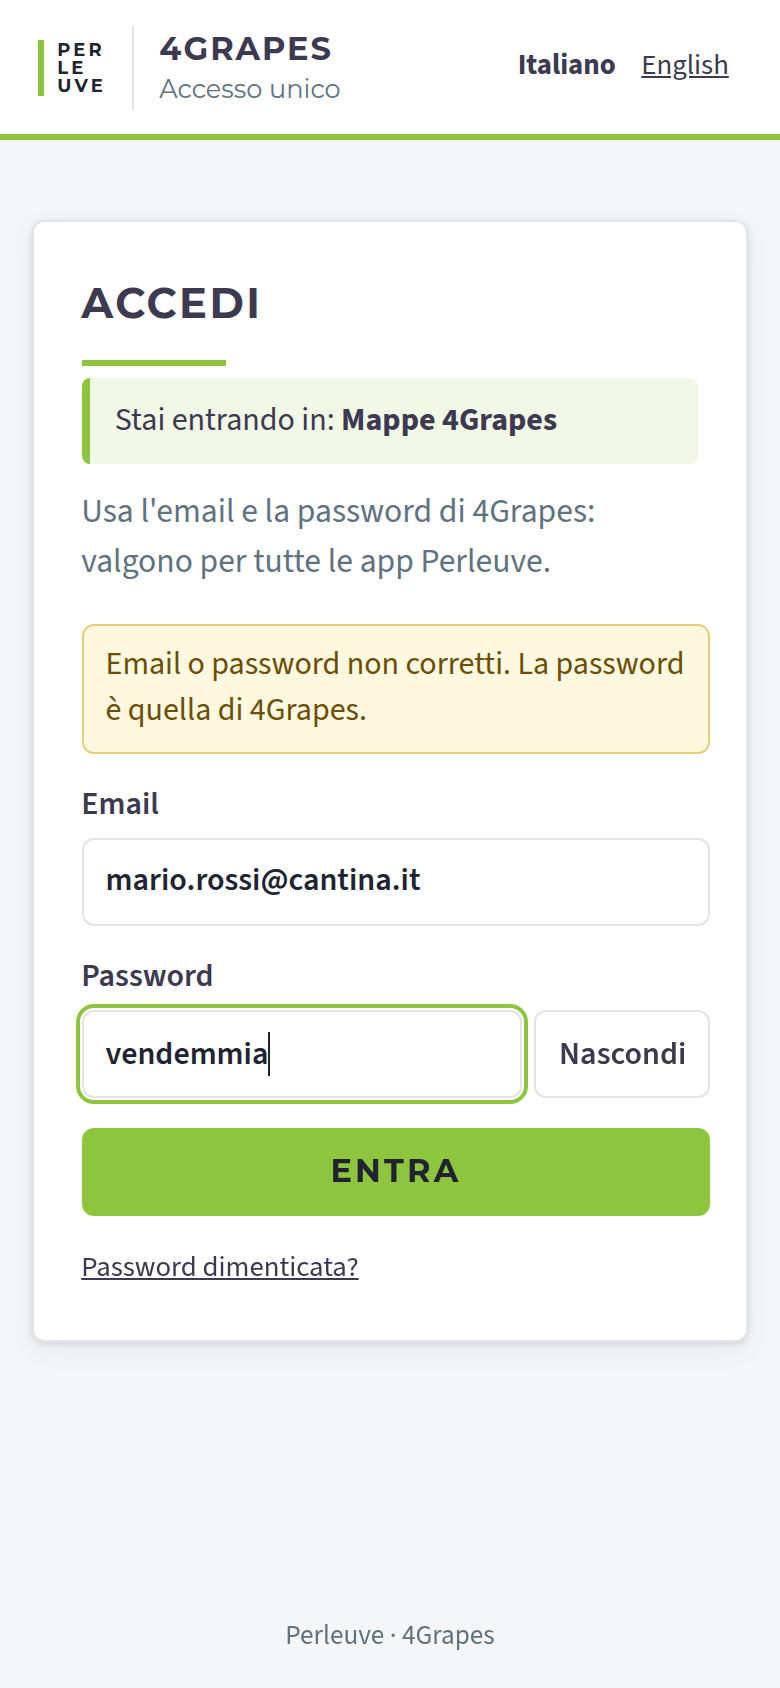 PER
LE
UVE
4GRAPES
Accesso unico
Italiano English
ACCEDI
Stai entrando in: Mappe 4Grapes
Usa l'email e la password di 4Grapes:
valgono per tutte le app Perleuve.
Email o password non corretti. La password
è quella di 4Grapes.
Email
mario.rossi@cantina.it
Password
vendemmia Nascondi
ENTRA
Password dimenticata?
Perleuve · 4Grapes